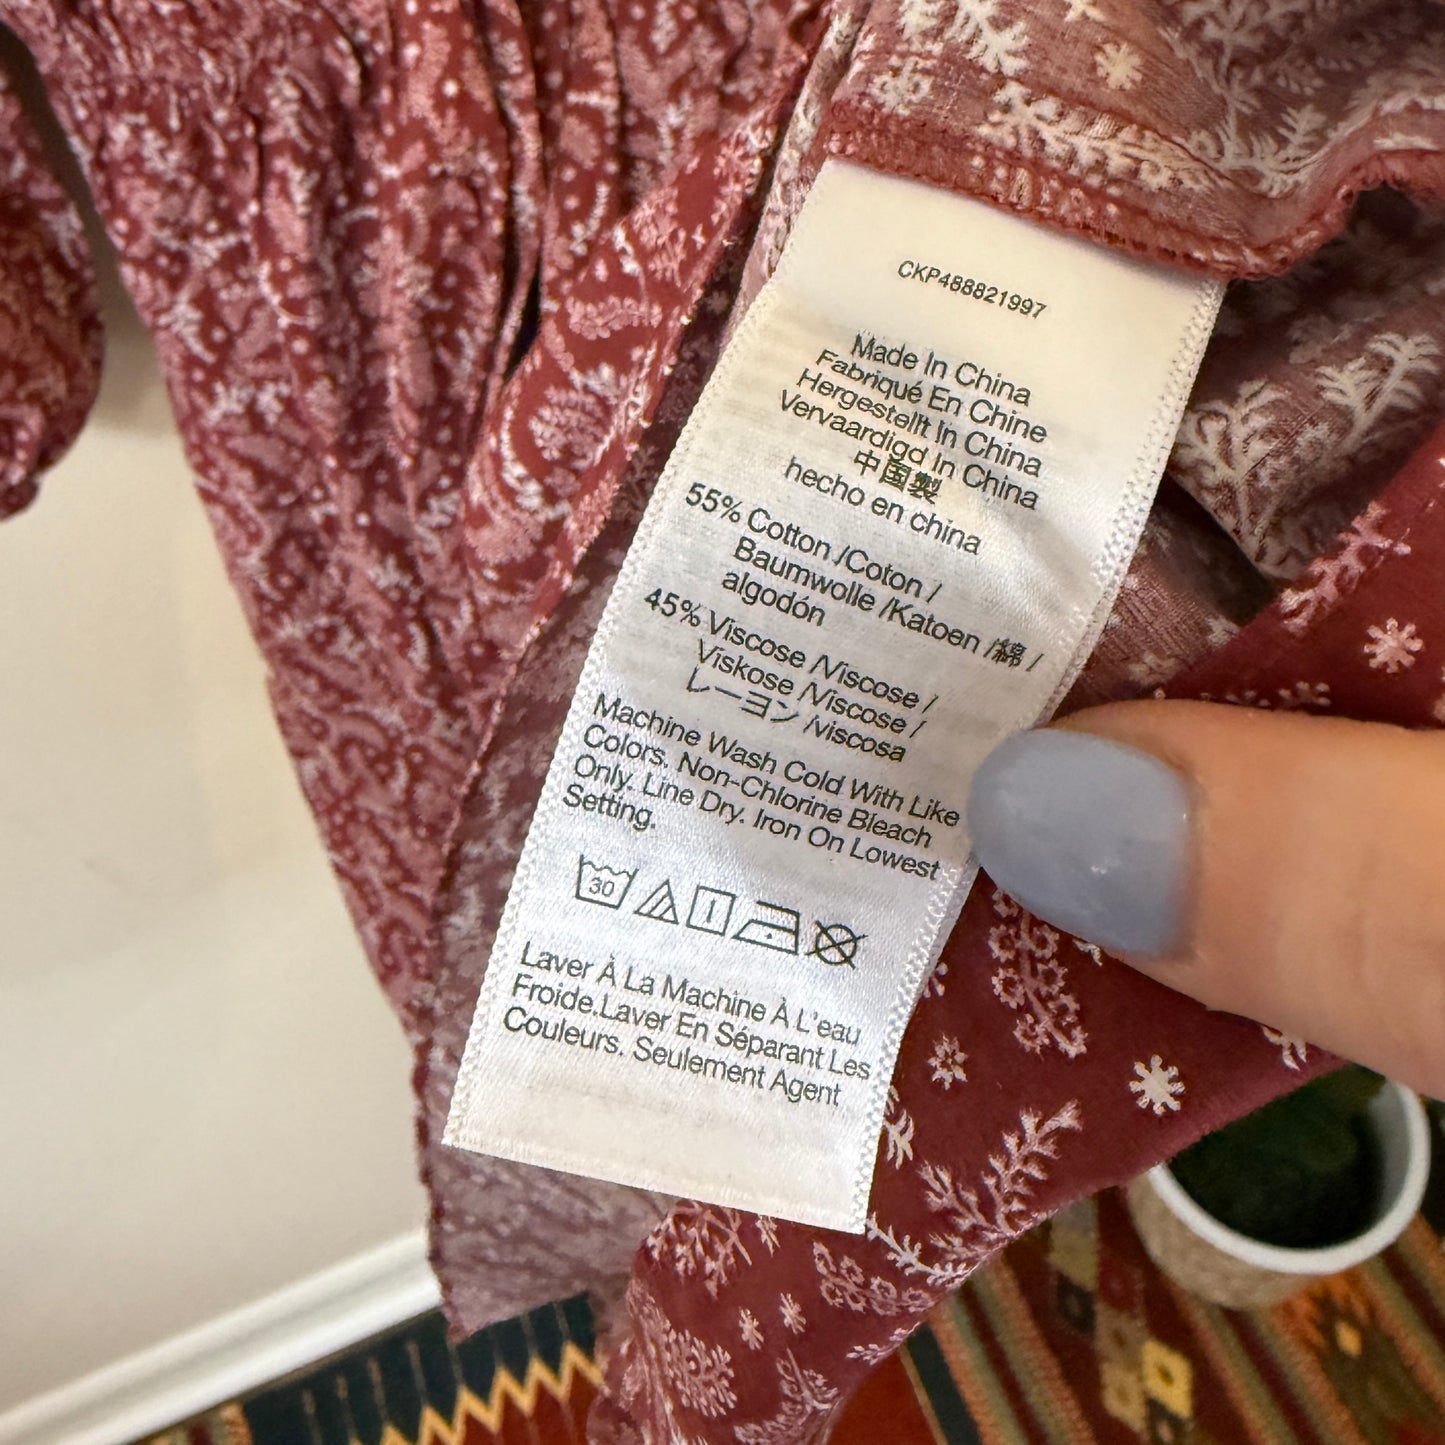 CKP488821997
Made In China
Fabriqué En Chine
Hergestellt In China
Vervaardigd In China
中国製
hecho en china
55% Cotton /Coton /
Baumwolle /Katoen /綿 /
algodón
45% Viscose /Viscose /
Viskose /Viscose /
レーヨン /viscosa
Machine Wash Cold With Like
Colors. Non-Chlorine Bleach
Only. Line Dry. Iron On Lowest
Setting.
30
Laver À La Machine À L'eau
Froide.Laver En Séparant Les
Couleurs. Seulement Agent